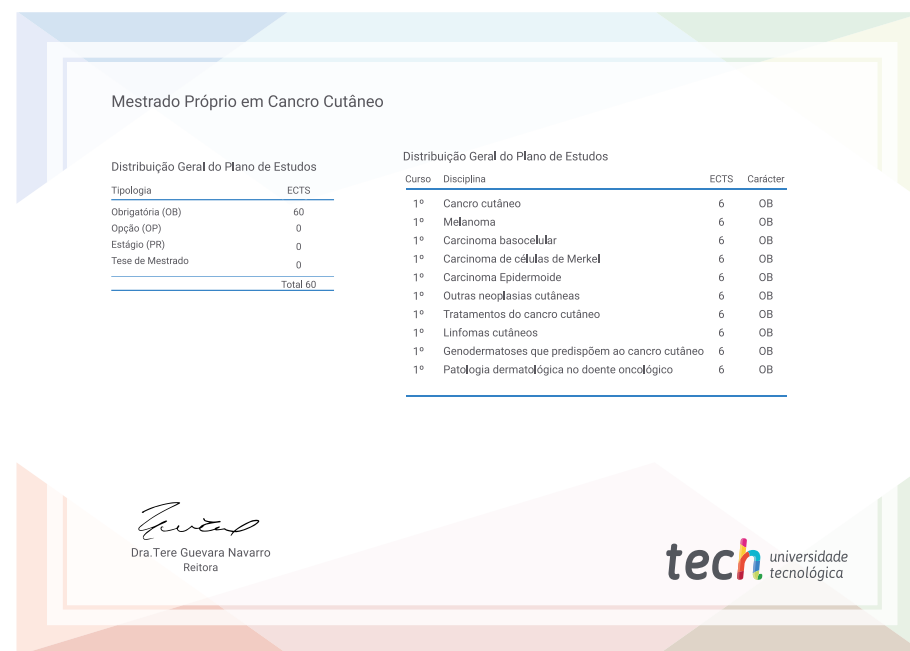 Mestrado Próprio em Cancro Cutâneo
Distribuição Geral do Plano de Estudos
Tipologia ECTS
Obrigatória (OB) 60
Opção (OP) 0
Estágio (PR) 0
Tese de Mestrado 0
Total 60
Distribuição Geral do Plano de Estudos
Curso Disciplina ECTS Carácter
1º Cancro cutâneo 6 OB
1º Melanoma 6 OB
1º Carcinoma basocelular 6 OB
1º Carcinoma de células de Merkel 6 OB
1º Carcinoma Epidermoide 6 OB
1º Outras neoplasias cutâneas 6 OB
1º Tratamentos do cancro cutâneo 6 OB
1º Linfomas cutâneos 6 OB
1º Genodermatoses que predispõem ao cancro cutâneo 6 OB
1º Patologia dermatológica no doente oncológico 6 OB
Dra.Tere Guevara Navarro
Reitora
tech universidade
tecnológica